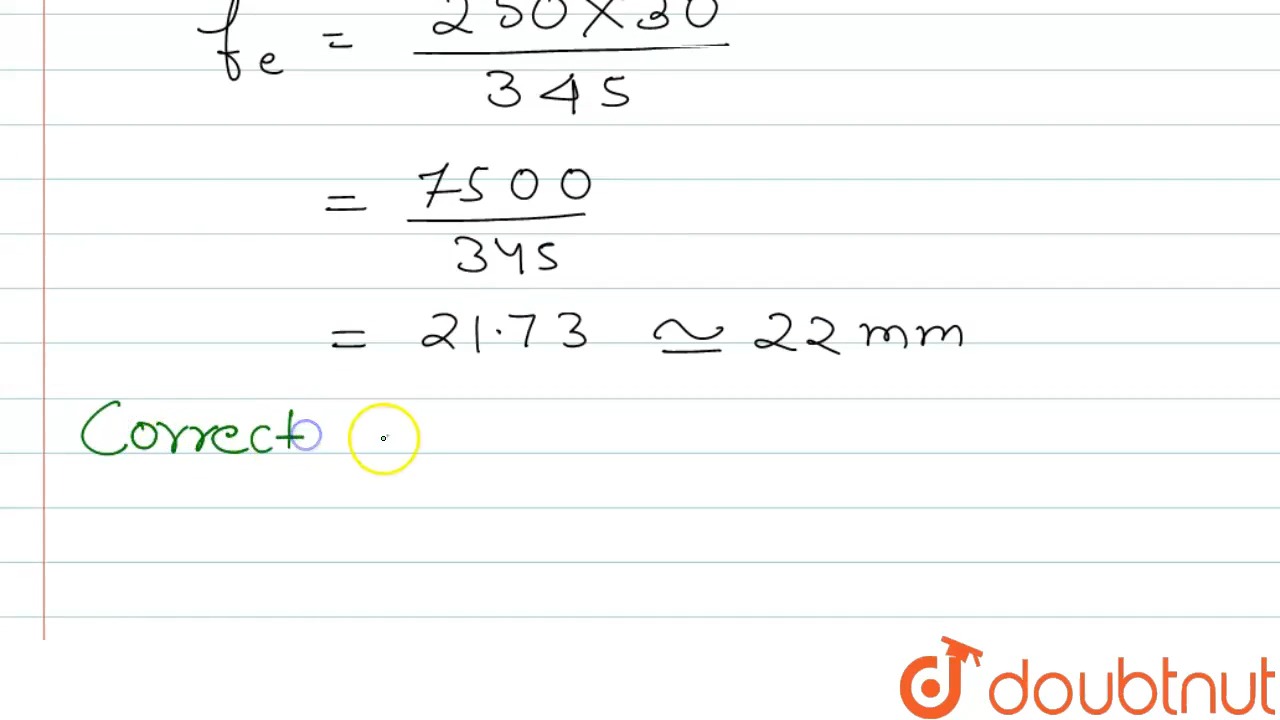 fe = 250×30
345
= 7500
345
= 21.73 ≃ 22 mm
Correct
doubtnut